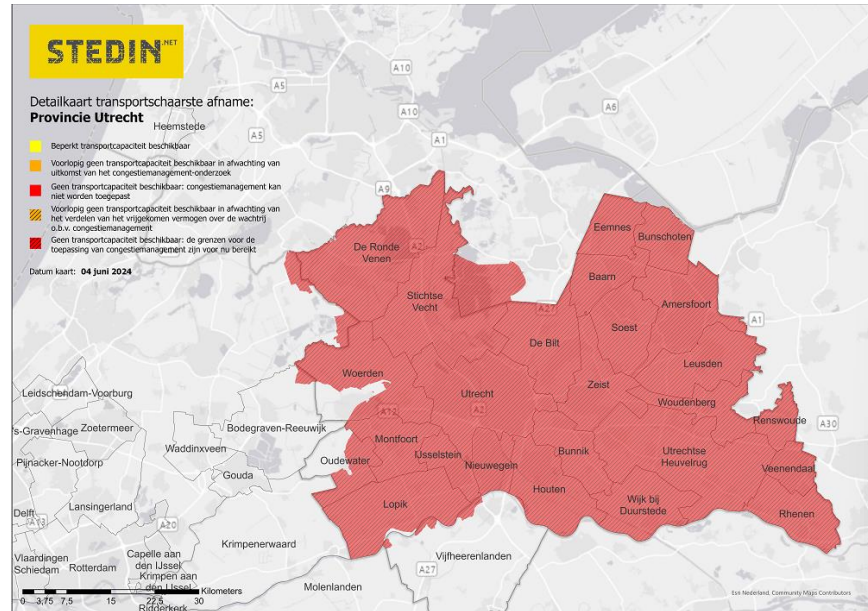 STEDIN.NET
Detailkaart transportschaarste afname:
Provincie Utrecht
Beperkt transportcapaciteit beschikbaar
Voorlopig geen transportcapaciteit beschikbaar in afwachting van
uitkomst van het congestiemanagement-onderzoek
Geen transportcapaciteit beschikbaar: congestiemanagement kan
niet worden toegepast
Voorlopig geen transportcapaciteit beschikbaar in afwachting van
het verdelen van het vrijgekomen vermogen over de wachtrij
o.b.v. congestiemanagement
Geen transportcapaciteit beschikbaar: de grenzen voor de
toepassing van congestiemanagement zijn voor nu bereikt
Datum kaart: 04 juni 2024
A10
A5
A6
A10
Heemstede
A5
A1
A9
Eemnes
Bunschoten
De Ronde
Venen
A2
Baarn
Stichtse
Vecht
Amersfoort
A27
A1
Soest
De Bilt
Leusden
Woerden
Zeist
Leidschendam-Voorburg
Utrecht
Woudenberg
A12
A2
Renswoude
A30
's-Gravenhage
Zoetermeer
Bodegraven-Reeuwijk
Montfoort
Waddinxveen
IJsselstein
Bunnik
Utrechtse
Heuvelrug
Pijnacker-Nootdorp
Oudewater
Nieuwegein
Veenendaal
Gouda
Houten
Wijk bij
Duurstede
Lopik
Rhenen
Lansingerland
Delft
A13
A20
Krimpenerwaard
Capelle aan
den IJssel
Vlaardingen
Schiedam
Rotterdam
Vijfheerenlanden
A27
Krimpen aan
den IJssel
Molenlanden
Kilometers
0 3,75 7,5 15 22,5 30
Ridderkerk
Esri Nederland, Community Maps Contributors